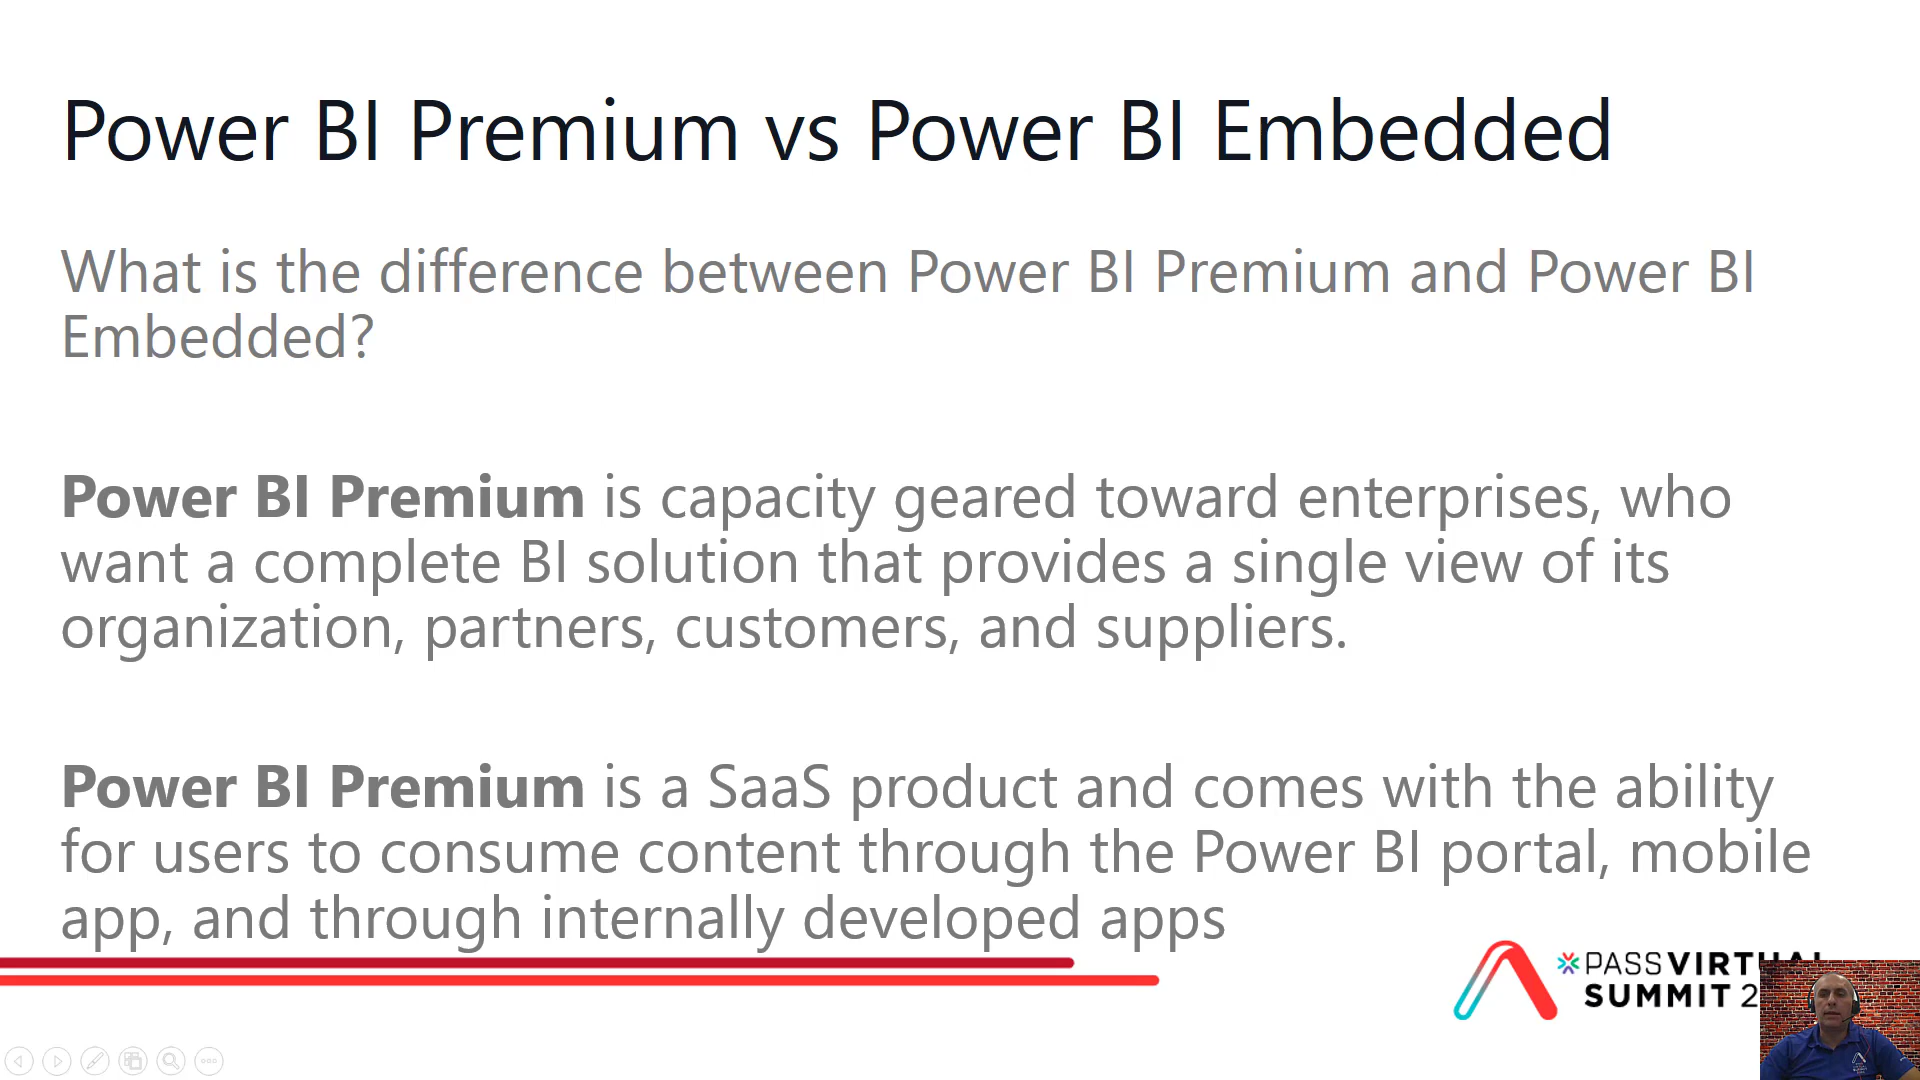 Power BI Premium vs Power BI Embedded
What is the difference between Power BI Premium and Power BI
Embedded?
Power BI Premium is capacity geared toward enterprises, who
want a complete BI solution that provides a single view of its
organization, partners, customers, and suppliers.
Power BI Premium is a SaaS product and comes with the ability
for users to consume content through the Power BI portal, mobile
app, and through internally developed apps
PASS VIRTUAL
SUMMIT 2